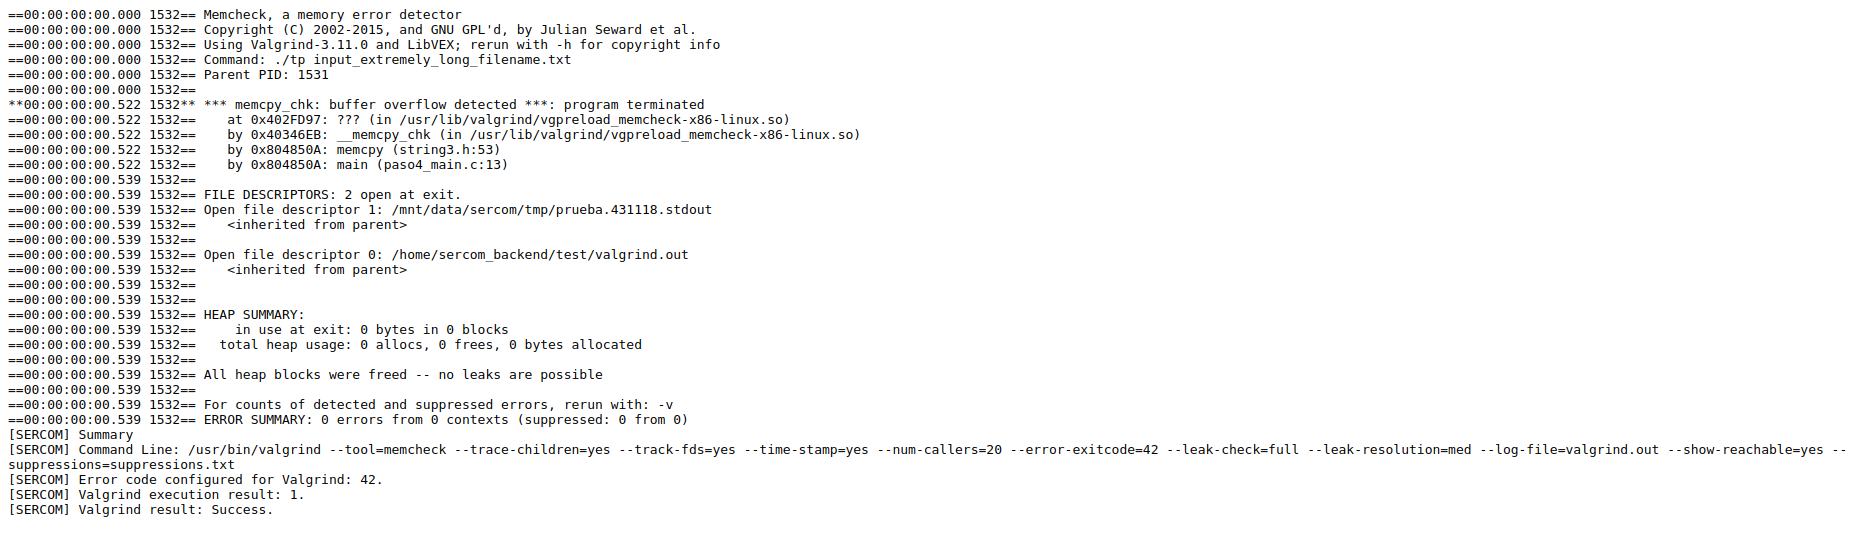 ==00:00:00:00.000 1532== Memcheck, a memory error detector
==00:00:00:00.000 1532== Copyright (C) 2002-2015, and GNU GPL'd, by Julian Seward et al.
==00:00:00:00.000 1532== Using Valgrind-3.11.0 and LibVEX; rerun with -h for copyright info
==00:00:00:00.000 1532== Command: ./tp input_extremely_long_filename.txt
==00:00:00:00.000 1532== Parent PID: 1531
==00:00:00:00.000 1532==
**00:00:00:00.522 1532** *** memcpy_chk: buffer overflow detected ***: program terminated
==00:00:00:00.522 1532==    at 0x402FD97: ??? (in /usr/lib/valgrind/vgpreload_memcheck-x86-linux.so)
==00:00:00:00.522 1532==    by 0x40346EB: __memcpy_chk (in /usr/lib/valgrind/vgpreload_memcheck-x86-linux.so)
==00:00:00:00.522 1532==    by 0x804850A: memcpy (string3.h:53)
==00:00:00:00.522 1532==    by 0x804850A: main (paso4_main.c:13)
==00:00:00:00.539 1532==
==00:00:00:00.539 1532== FILE DESCRIPTORS: 2 open at exit.
==00:00:00:00.539 1532== Open file descriptor 1: /mnt/data/sercom/tmp/prueba.431118.stdout
==00:00:00:00.539 1532==    <inherited from parent>
==00:00:00:00.539 1532==
==00:00:00:00.539 1532== Open file descriptor 0: /home/sercom_backend/test/valgrind.out
==00:00:00:00.539 1532==    <inherited from parent>
==00:00:00:00.539 1532==
==00:00:00:00.539 1532==
==00:00:00:00.539 1532== HEAP SUMMARY:
==00:00:00:00.539 1532==     in use at exit: 0 bytes in 0 blocks
==00:00:00:00.539 1532==   total heap usage: 0 allocs, 0 frees, 0 bytes allocated
==00:00:00:00.539 1532==
==00:00:00:00.539 1532== All heap blocks were freed -- no leaks are possible
==00:00:00:00.539 1532==
==00:00:00:00.539 1532== For counts of detected and suppressed errors, rerun with: -v
==00:00:00:00.539 1532== ERROR SUMMARY: 0 errors from 0 contexts (suppressed: 0 from 0)
[SERCOM] Summary
[SERCOM] Command Line: /usr/bin/valgrind --tool=memcheck --trace-children=yes --track-fds=yes --time-stamp=yes --num-callers=20 --error-exitcode=42 --leak-check=full --leak-resolution=med --log-file=valgrind.out --show-reachable=yes --
suppressions=suppressions.txt
[SERCOM] Error code configured for Valgrind: 42.
[SERCOM] Valgrind execution result: 1.
[SERCOM] Valgrind result: Success.